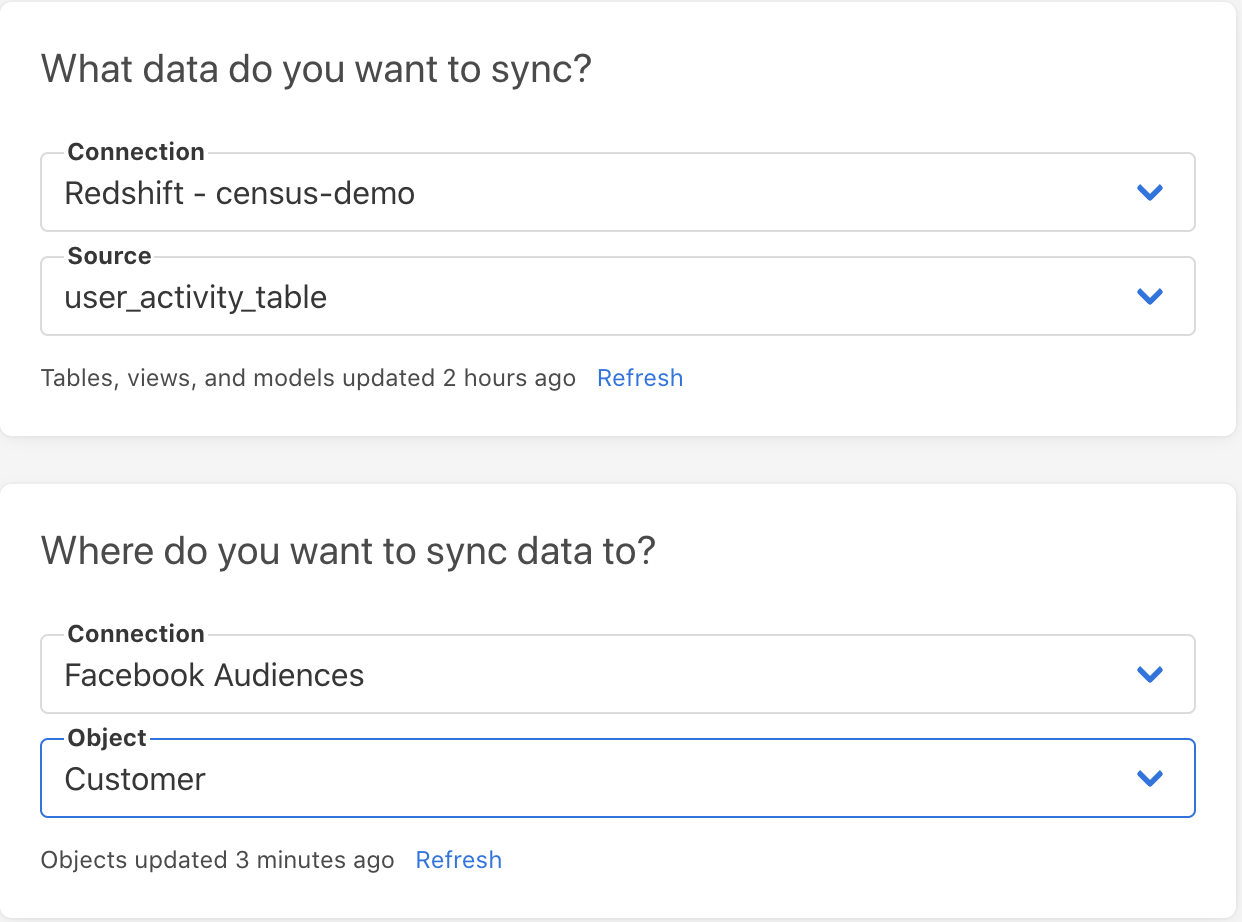 What data do you want to sync?
Connection
Redshift - census-demo
Source
user_activity_table
Tables, views, and models updated 2 hours ago Refresh
Where do you want to sync data to?
Connection
Facebook Audiences
Object
Customer
Objects updated 3 minutes ago Refresh